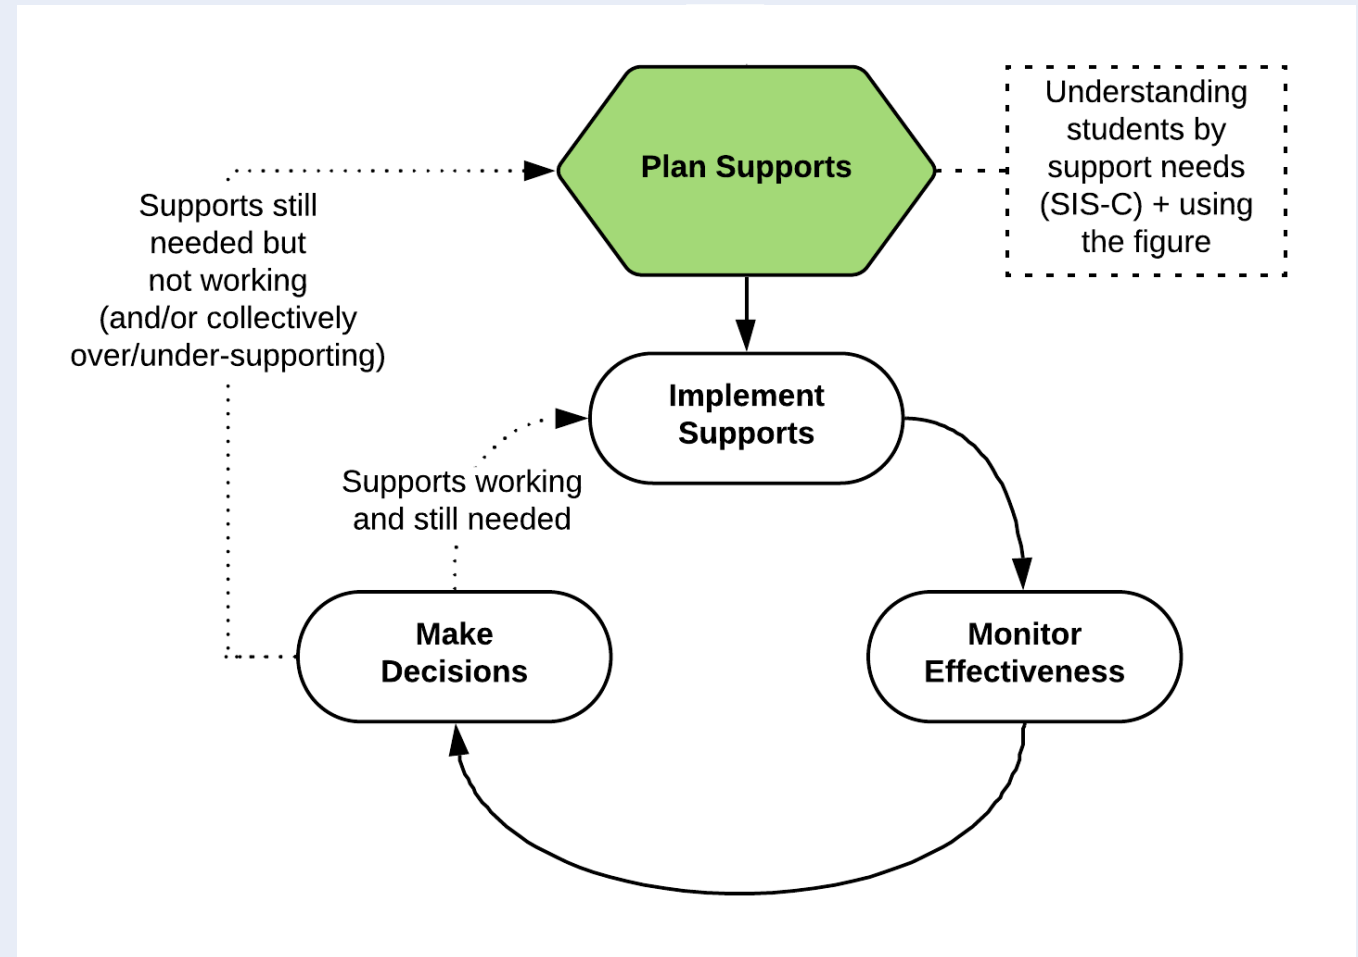 Plan Supports
Understanding
students by
support needs
(SIS-C) + using
the figure
Supports still
needed but
not working
(and/or collectively
over/under-supporting)
Implement
Supports
Supports working
and still needed
Make
Decisions
Monitor
Effectiveness